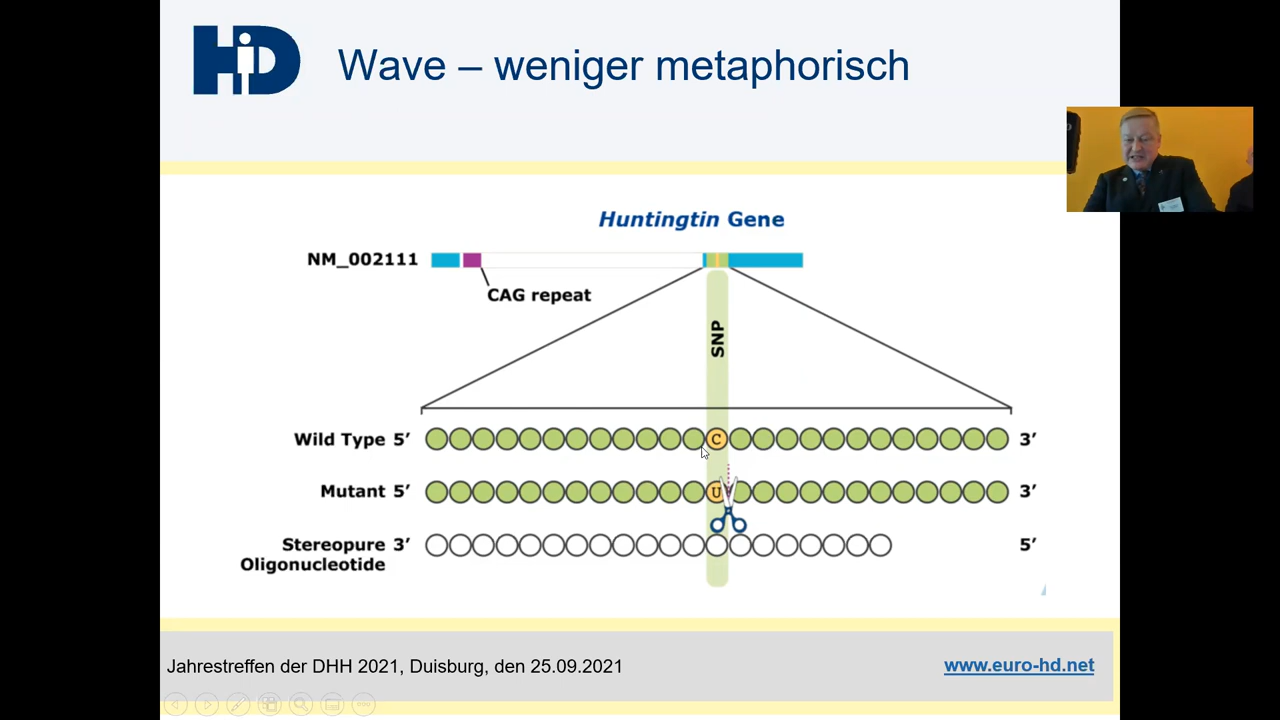 HD
Wave – weniger metaphorisch
Huntingtin Gene
NM_002111
CAG repeat
SNP
Wild Type 5′ C 3′
Mutant 5′ U 3′
Stereopure 3′ 5′
Oligonucleotide
Jahrestreffen der DHH 2021, Duisburg, den 25.09.2021
www.euro-hd.net